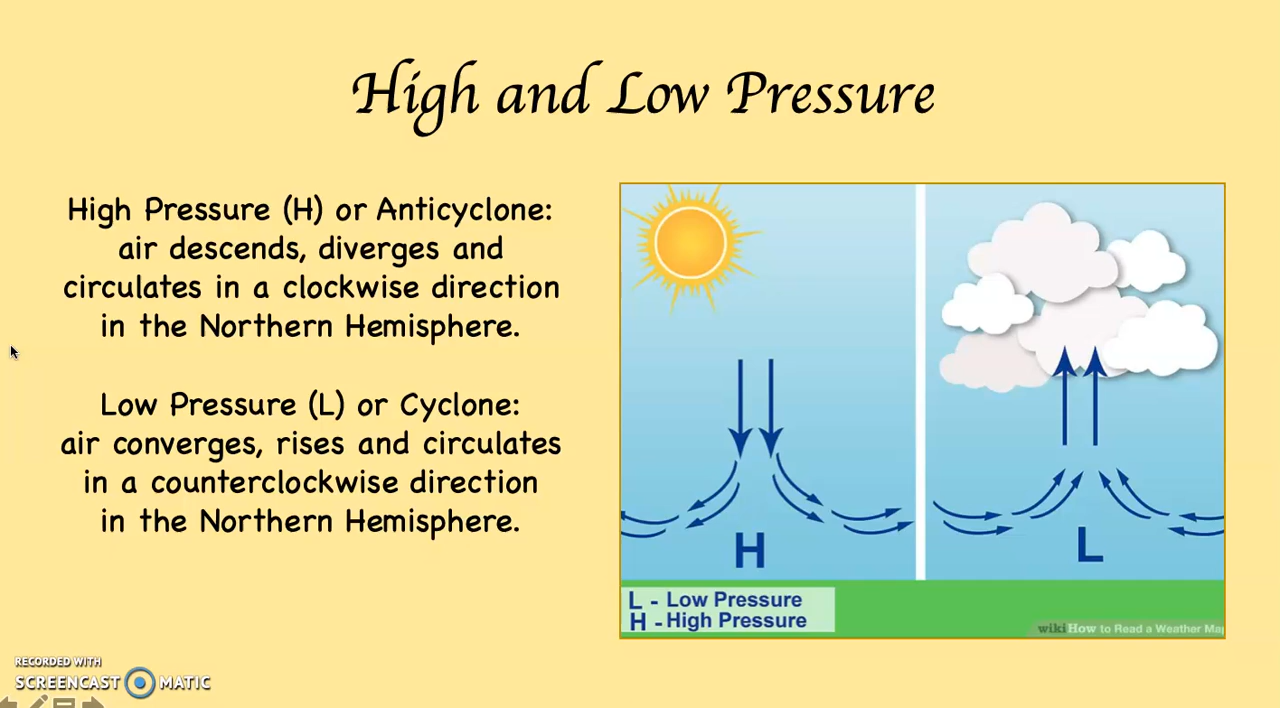 High and Low Pressure
High Pressure (H) or Anticyclone:
air descends, diverges and
circulates in a clockwise direction
in the Northern Hemisphere.
Low Pressure (L) or Cyclone:
air converges, rises and circulates
in a counterclockwise direction
in the Northern Hemisphere.
H
L
L - Low Pressure
H - High Pressure
wikiHow to Read a Weather Map
RECORDED WITH
SCREENCAST MATIC